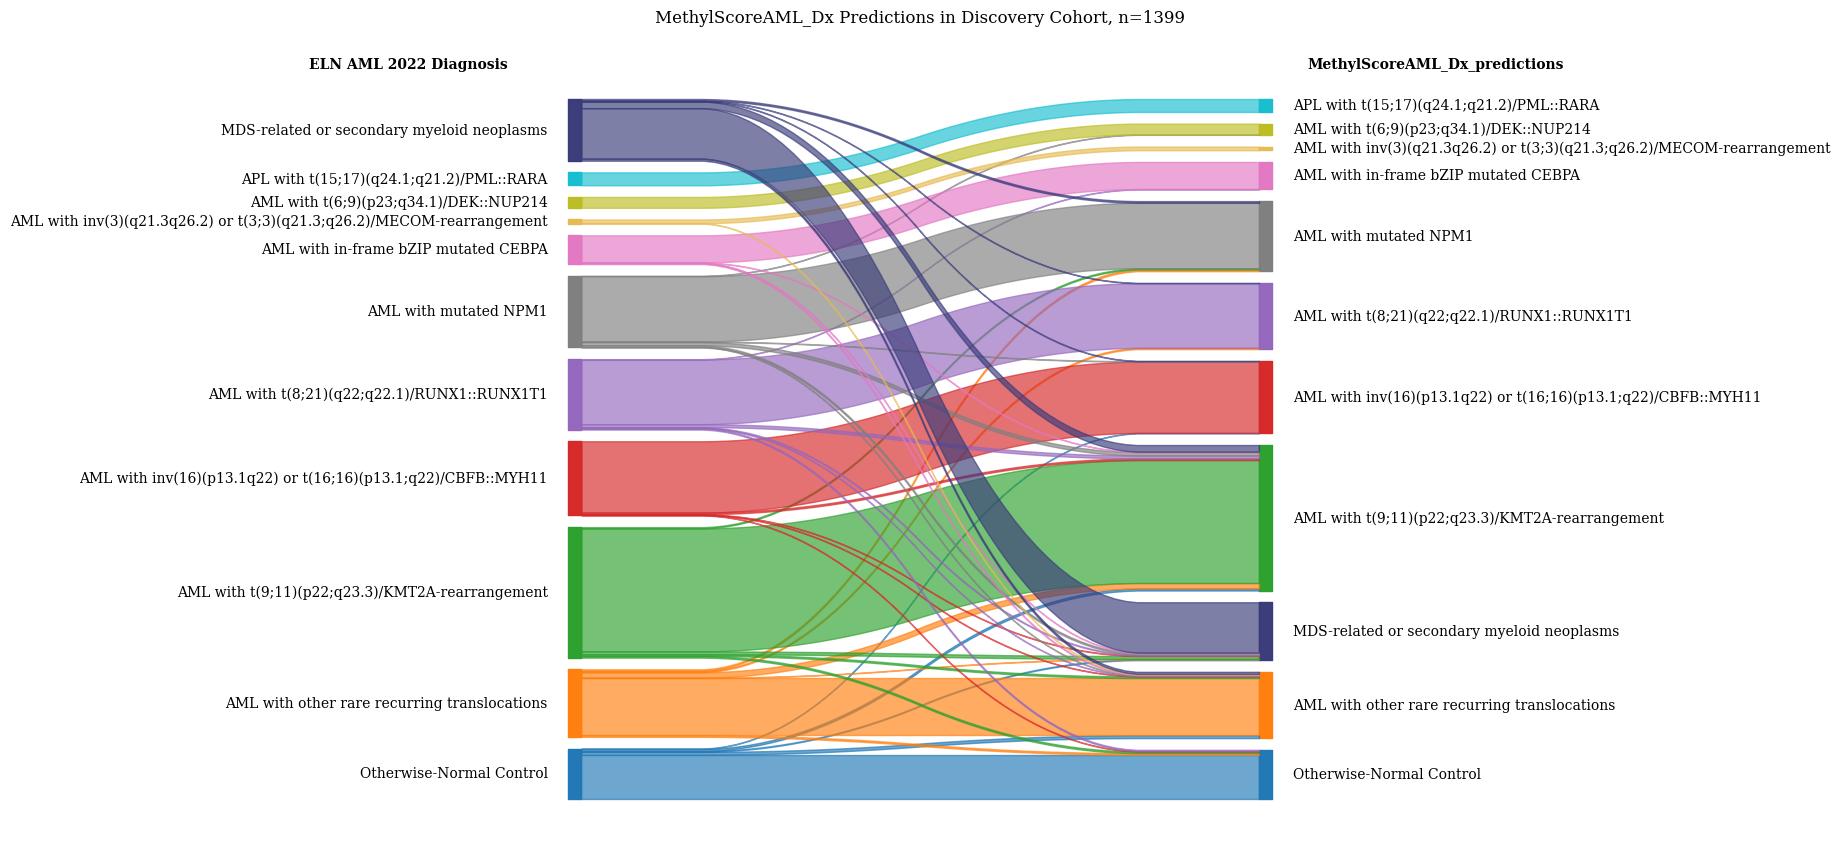 MethylScoreAML_Dx Predictions in Discovery Cohort, n=1399
ELN AML 2022 Diagnosis
MDS-related or secondary myeloid neoplasms
APL with t(15;17)(q24.1;q21.2)/PML::RARA
AML with t(6;9)(p23;q34.1)/DEK::NUP214
AML with inv(3)(q21.3q26.2) or t(3;3)(q21.3;q26.2)/MECOM-rearrangement
AML with in-frame bZIP mutated CEBPA
AML with mutated NPM1
AML with t(8;21)(q22;q22.1)/RUNX1::RUNX1T1
AML with inv(16)(p13.1q22) or t(16;16)(p13.1;q22)/CBFB::MYH11
AML with t(9;11)(p22;q23.3)/KMT2A-rearrangement
AML with other rare recurring translocations
Otherwise-Normal Control
MethylScoreAML_Dx_predictions
APL with t(15;17)(q24.1;q21.2)/PML::RARA
AML with t(6;9)(p23;q34.1)/DEK::NUP214
AML with inv(3)(q21.3q26.2) or t(3;3)(q21.3;q26.2)/MECOM-rearrangement
AML with in-frame bZIP mutated CEBPA
AML with mutated NPM1
AML with t(8;21)(q22;q22.1)/RUNX1::RUNX1T1
AML with inv(16)(p13.1q22) or t(16;16)(p13.1;q22)/CBFB::MYH11
AML with t(9;11)(p22;q23.3)/KMT2A-rearrangement
MDS-related or secondary myeloid neoplasms
AML with other rare recurring translocations
Otherwise-Normal Control